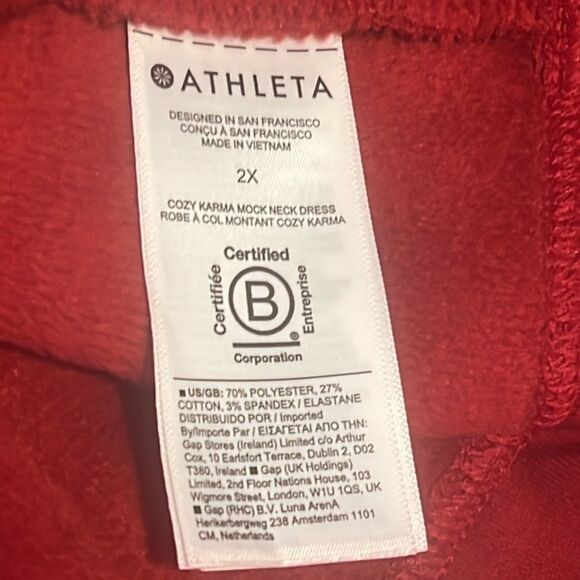 ATHLETA
DESIGNED IN SAN FRANCISCO
CONÇU À SAN FRANCISCO
MADE IN VIETNAM
2X
COZY KARMA MOCK NECK DRESS
ROBE À COL MONTANT COZY KARMA
Certified
Certifiée
B
Entreprise
®
Corporation
■ US/GB: 70% POLYESTER, 27%
COTTON, 3% SPANDEX / ELASTANE
DISTRIBUIDO POR / Imported
By/Importe Par / ΕΙΣΑΓΕΤΑΙ ΑΠΟ ΤΗΝ:
Gap Stores (Ireland) Limited c/o Arthur
Cox, 10 Earlsfort Terrace, Dublin 2, D02
T380, Ireland ■ Gap (UK Holdings)
Limited, 2nd Floor Nations House, 103
Wigmore Street, London, W1U 1QS, UK
■ Gap (RHC) B.V. Luna ArenA
Herikerbergweg 238 Amsterdam 1101
CM, Netherlands